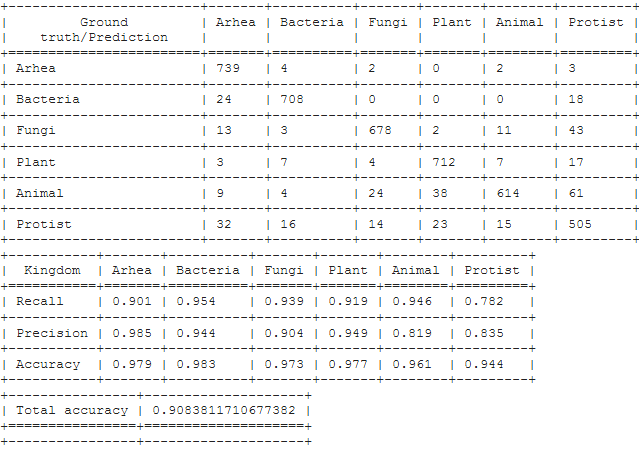 Ground truth/Prediction | Arhea | Bacteria | Fungi | Plant | Animal | Protist
Arhea | 739 | 4 | 2 | 0 | 2 | 3
Bacteria | 24 | 708 | 0 | 0 | 0 | 18
Fungi | 13 | 3 | 678 | 2 | 11 | 43
Plant | 3 | 7 | 4 | 712 | 7 | 17
Animal | 9 | 4 | 24 | 38 | 614 | 61
Protist | 32 | 16 | 14 | 23 | 15 | 505
Kingdom | Arhea | Bacteria | Fungi | Plant | Animal | Protist
Recall | 0.901 | 0.954 | 0.939 | 0.919 | 0.946 | 0.782
Precision | 0.985 | 0.944 | 0.904 | 0.949 | 0.819 | 0.835
Accuracy | 0.979 | 0.983 | 0.973 | 0.977 | 0.961 | 0.944
Total accuracy | 0.9083811710677382